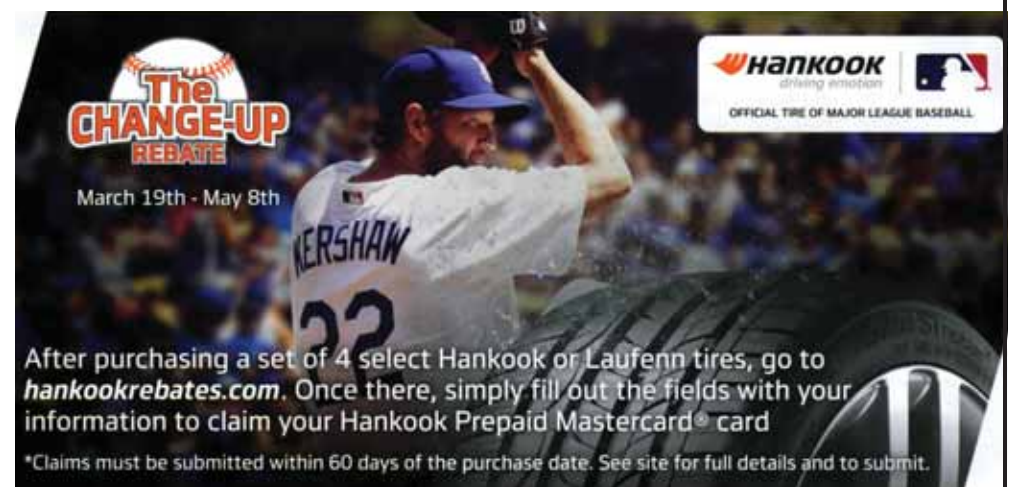 The
CHANGE-UP
REBATE
March 19th - May 8th
HANKOOK
driving emotion
OFFICIAL TIRE OF MAJOR LEAGUE BASEBALL
KERSHAW
22
After purchasing a set of 4 select Hankook or Laufenn tires, go to
hankookrebates.com. Once there, simply fill out the fields with your
information to claim your Hankook Prepaid Mastercard® card
*Claims must be submitted within 60 days of the purchase date. See site for full details and to submit.